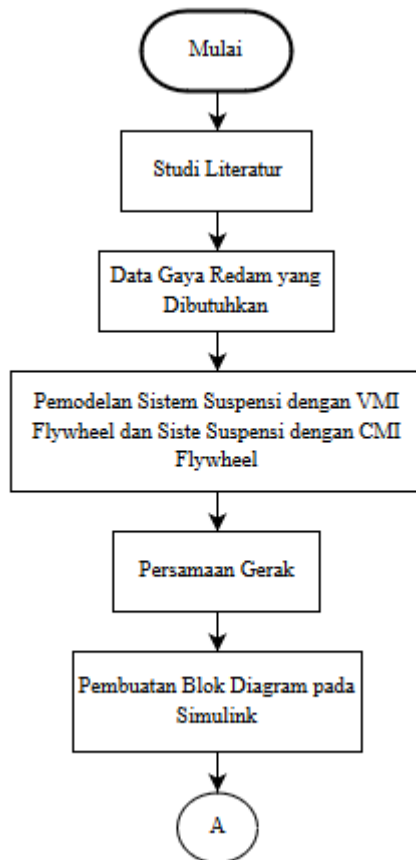 Mulai
Studi Literatur
Data Gaya Redam yang
Dibutuhkan
Pemodelan Sistem Suspensi dengan VMI
Flywheel dan Siste Suspensi dengan CMI
Flywheel
Persamaan Gerak
Pembuatan Blok Diagram pada
Simulink
A